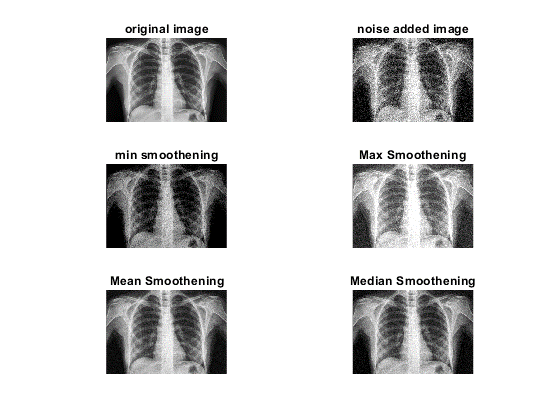 original image
noise added image
min smoothening
Max Smoothening
Mean Smoothening
Median Smoothening